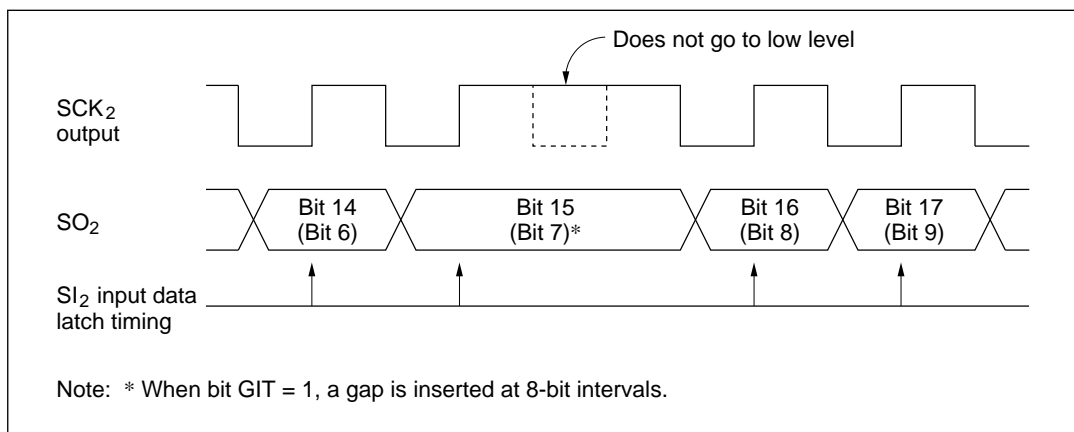 Does not go to low level
SCK2
output
SO2
Bit 14
(Bit 6)
Bit 15
(Bit 7)*
Bit 16
(Bit 8)
Bit 17
(Bit 9)
SI2 input data
latch timing
Note: * When bit GIT = 1, a gap is inserted at 8-bit intervals.